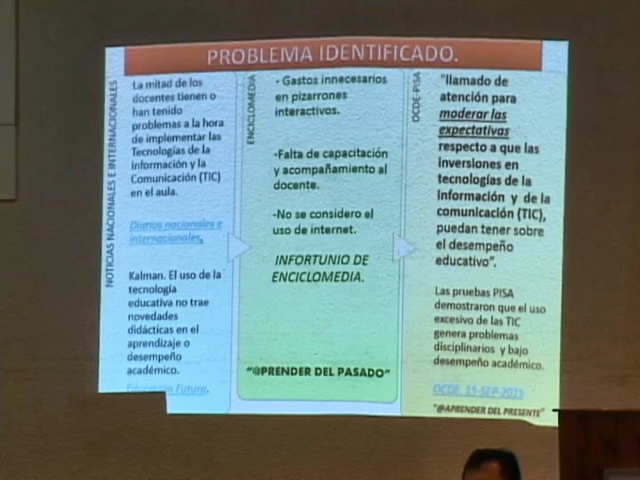 PROBLEMA IDENTIFICADO.
NOTICIAS NACIONALES E INTERNACIONALES
La mitad de los
docentes tienen o
han tenido
problemas a la hora
de implementar las
Tecnologías de la
Información y la
Comunicación (TIC)
en el aula.
Diarios nacionales e
internacionales,
Kalman. El uso de la
tecnología
educativa no trae
novedades
didácticas en el
aprendizaje o
desempeño
académico.
Educación Futura.
ENCICLOMEDIA
- Gastos innecesarios
en pizarrones
interactivos.
-Falta de capacitación
y acompañamiento al
docente.
-No se considero el
uso de internet.
INFORTUNIO DE
ENCICLOMEDIA.
"@PRENDER DEL PASADO"
OCDE-PISA
"llamado de
atención para
moderar las
expectativas
respecto a que las
inversiones en
tecnologías de la
información y de la
comunicación (TIC),
puedan tener sobre
el desempeño
educativo".
Las pruebas PISA
demostraron que el uso
excesivo de las TIC
genera problemas
disciplinarios y bajo
desempeño académico.
OCDE, 15-SEP-2015
"@APRENDER DEL PRESENTE"